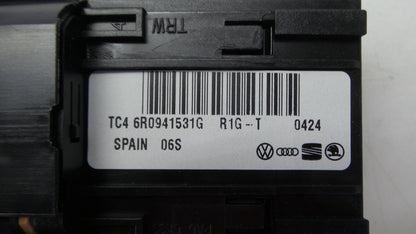 TRW
TC4 6R0941531G R1G--T 0424
SPAIN 06S